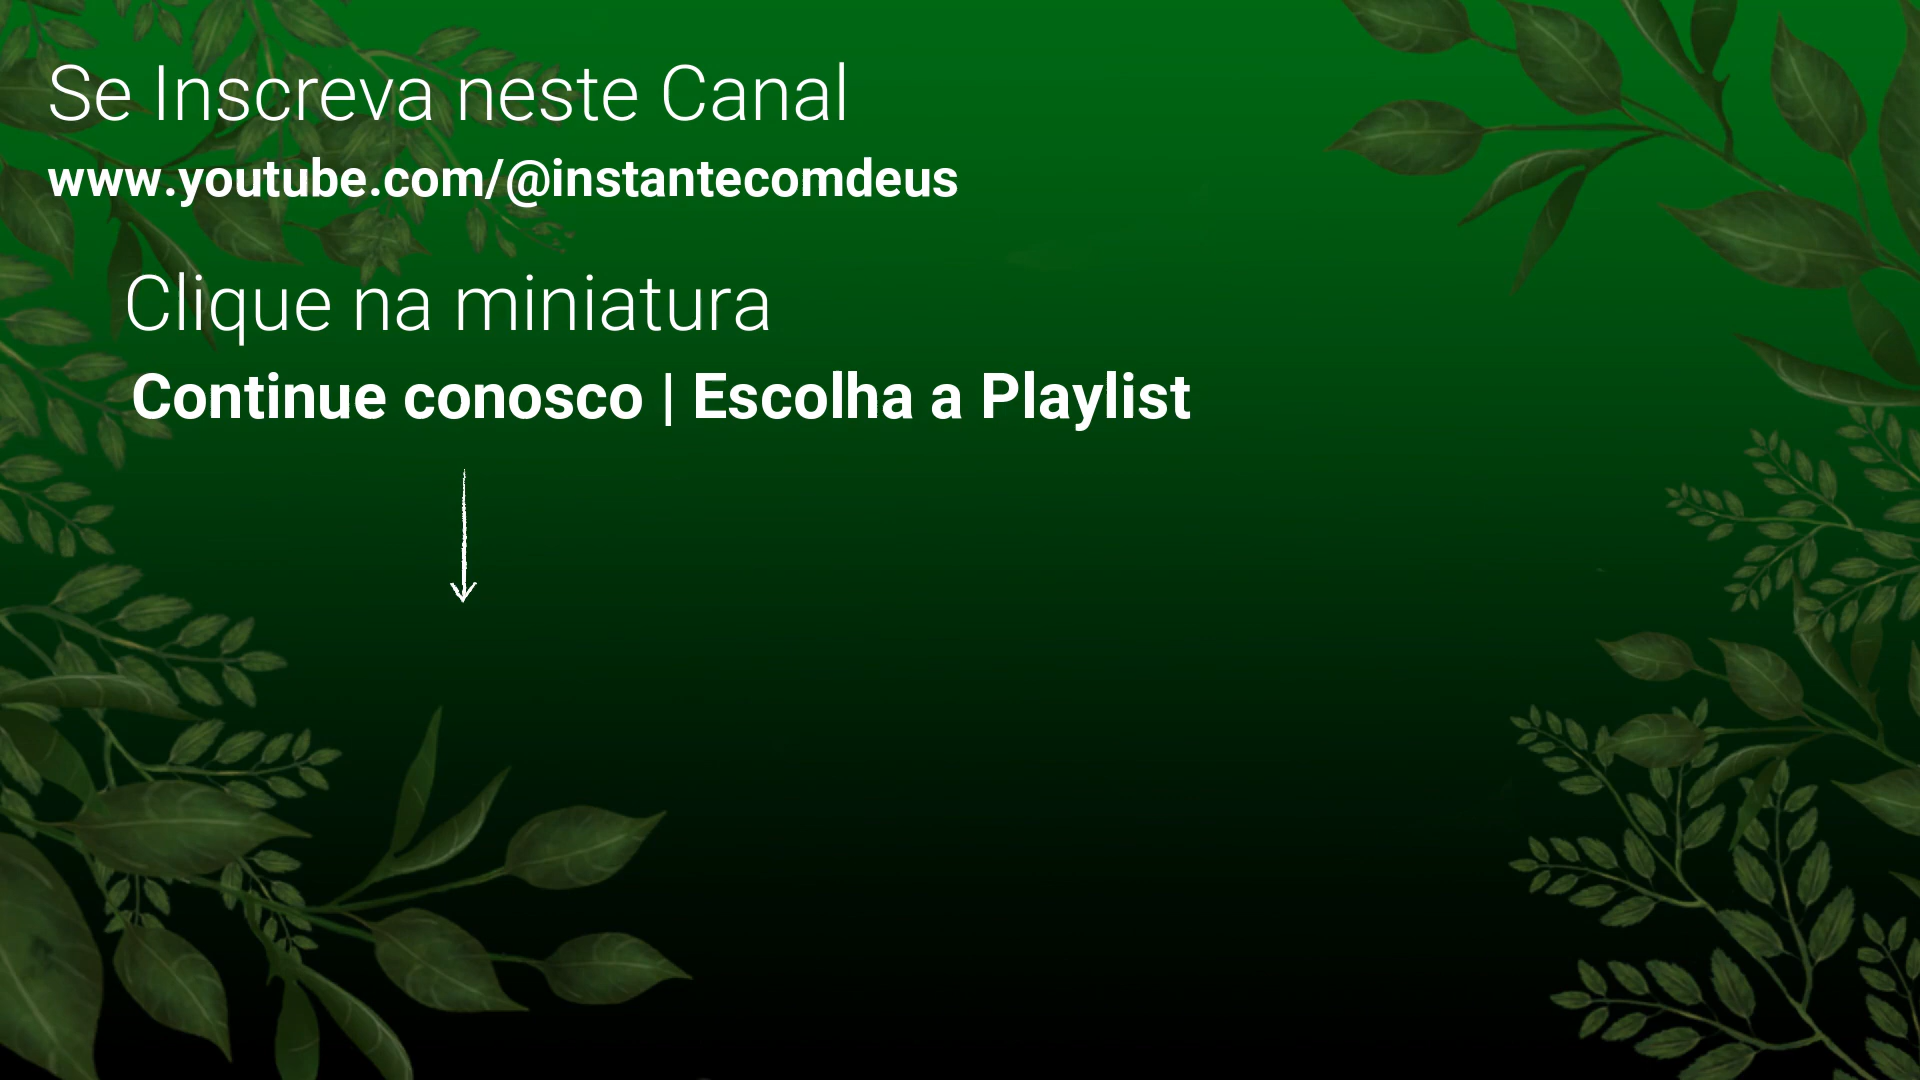 Se Inscreva neste Canal
www.youtube.com/@instantecomdeus
Clique na miniatura
Continue conosco | Escolha a Playlist